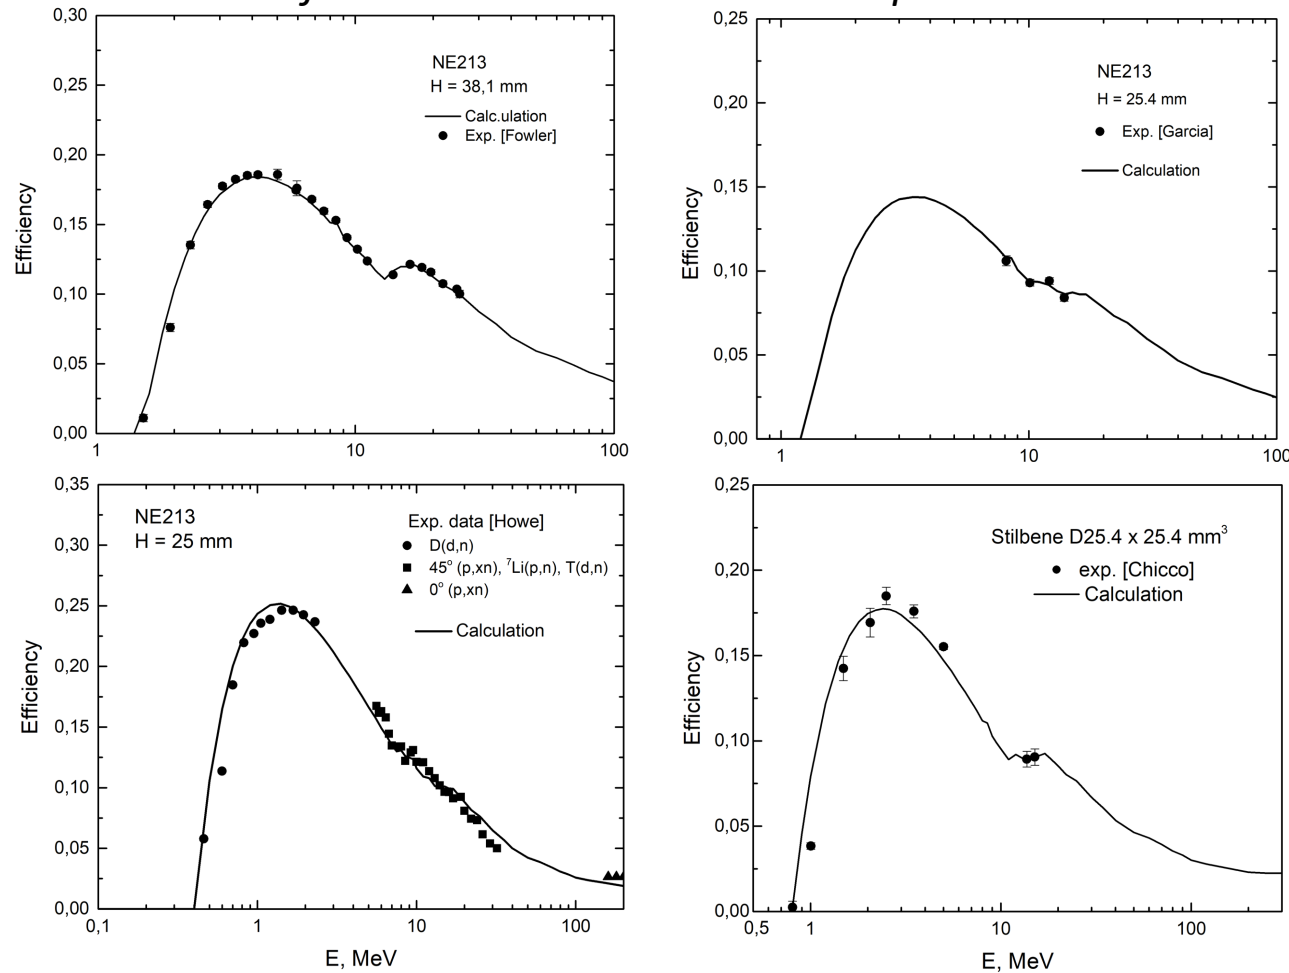 0,30
0,25
0,20
0,15
0,10
0,05
0,00
Efficiency
NE213
H = 38,1 mm
Calc.ulation
Exp. [Fowler]
1
10
100
0,25
0,20
0,15
0,10
0,05
0,00
Efficiency
NE213
H = 25.4 mm
Exp. [Garcia]
Calculation
1
10
100
0,35
0,30
0,25
0,20
0,15
0,10
0,05
0,00
Efficiency
NE213
H = 25 mm
Exp. data [Howe]
D(d,n)
45° (p,xn), ⁷Li(p,n), T(d,n)
0° (p,xn)
Calculation
0,1
1
10
100
E, MeV
0,25
0,20
0,15
0,10
0,05
0,00
Efficiency
Stilbene D25.4 x 25.4 mm³
exp. [Chicco]
Calculation
0,5
1
10
100
E, MeV